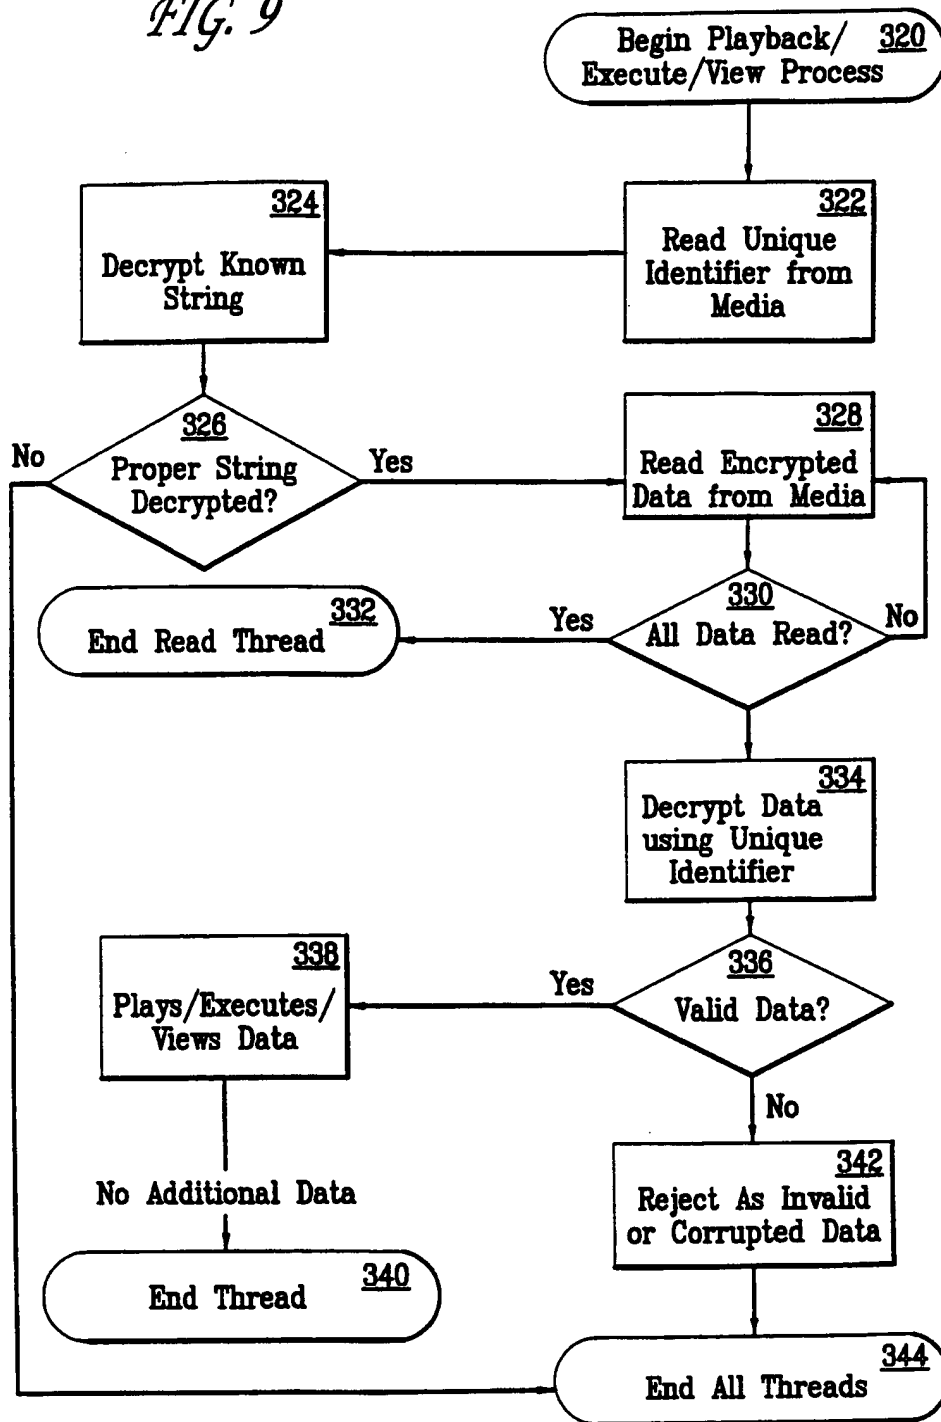 FIG. 9
Begin Playback/ 320
Execute/View Process
324
Decrypt Known
String
322
Read Unique
Identifier from
Media
326
Proper String
Decrypted?
No
Yes
328
Read Encrypted
Data from Media
330
All Data Read?
Yes
No
332
End Read Thread
334
Decrypt Data
using Unique
Identifier
336
Valid Data?
Yes
No
338
Plays/Executes/
Views Data
No Additional Data
340
End Thread
342
Reject As Invalid
or Corrupted Data
344
End All Threads